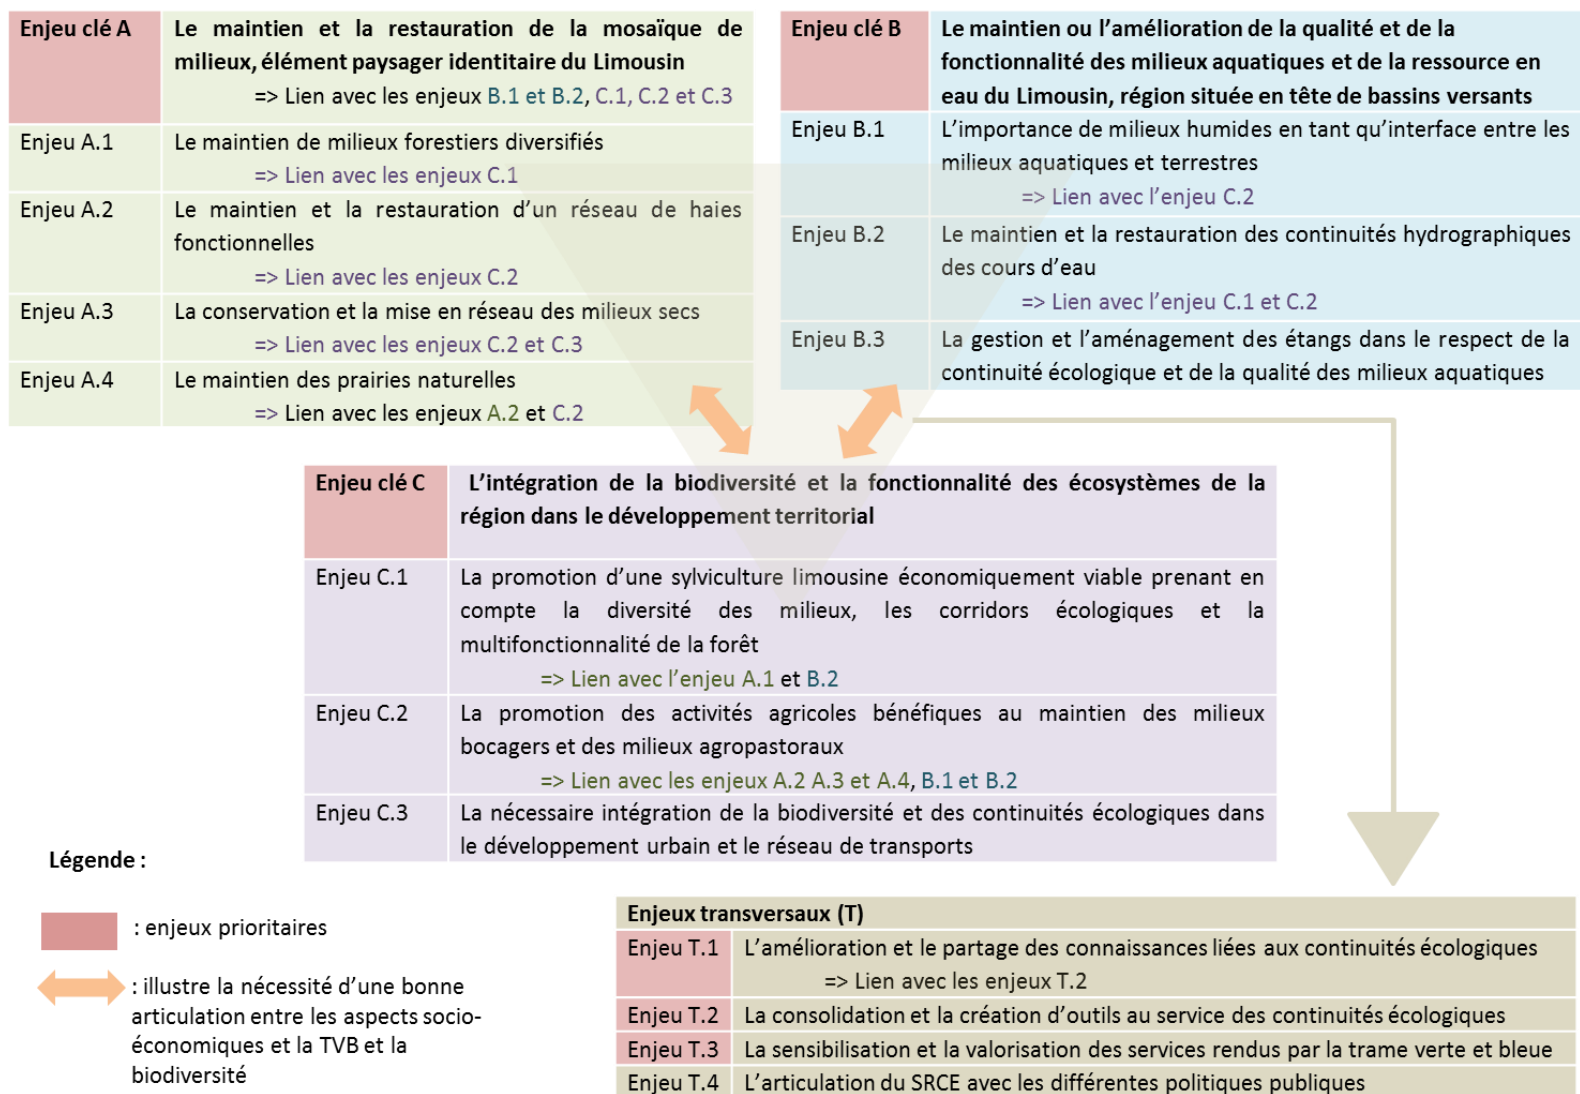 Enjeu clé A
Le maintien et la restauration de la mosaïque de
milieux, élément paysager identitaire du Limousin
=> Lien avec les enjeux B.1 et B.2, C.1, C.2 et C.3
Enjeu A.1
Le maintien de milieux forestiers diversifiés
=> Lien avec les enjeux C.1
Enjeu A.2
Le maintien et la restauration d’un réseau de haies
fonctionnelles
=> Lien avec les enjeux C.2
Enjeu A.3
La conservation et la mise en réseau des milieux secs
=> Lien avec les enjeux C.2 et C.3
Enjeu A.4
Le maintien des prairies naturelles
=> Lien avec les enjeux A.2 et C.2
Enjeu clé B
Le maintien ou l’amélioration de la qualité et de la
fonctionnalité des milieux aquatiques et de la ressource en
eau du Limousin, région située en tête de bassins versants
Enjeu B.1
L’importance de milieux humides en tant qu’interface entre les
milieux aquatiques et terrestres
=> Lien avec l’enjeu C.2
Enjeu B.2
Le maintien et la restauration des continuités hydrographiques
des cours d’eau
=> Lien avec l’enjeu C.1 et C.2
Enjeu B.3
La gestion et l’aménagement des étangs dans le respect de la
continuité écologique et de la qualité des milieux aquatiques
Enjeu clé C
L’intégration de la biodiversité et la fonctionnalité des écosystèmes de la
région dans le développement territorial
Enjeu C.1
La promotion d’une sylviculture limousine économiquement viable prenant en
compte la diversité des milieux, les corridors écologiques et la
multifonctionnalité de la forêt
=> Lien avec l’enjeu A.1 et B.2
Enjeu C.2
La promotion des activités agricoles bénéfiques au maintien des milieux
bocagers et des milieux agropastoraux
=> Lien avec les enjeux A.2 A.3 et A.4, B.1 et B.2
Enjeu C.3
La nécessaire intégration de la biodiversité et des continuités écologiques dans
le développement urbain et le réseau de transports
Légende :
: enjeux prioritaires
: illustre la nécessité d’une bonne
articulation entre les aspects socio-
économiques et la TVB et la
biodiversité
Enjeux transversaux (T)
Enjeu T.1
L’amélioration et le partage des connaissances liées aux continuités écologiques
=> Lien avec les enjeux T.2
Enjeu T.2
La consolidation et la création d’outils au service des continuités écologiques
Enjeu T.3
La sensibilisation et la valorisation des services rendus par la trame verte et bleue
Enjeu T.4
L’articulation du SRCE avec les différentes politiques publiques